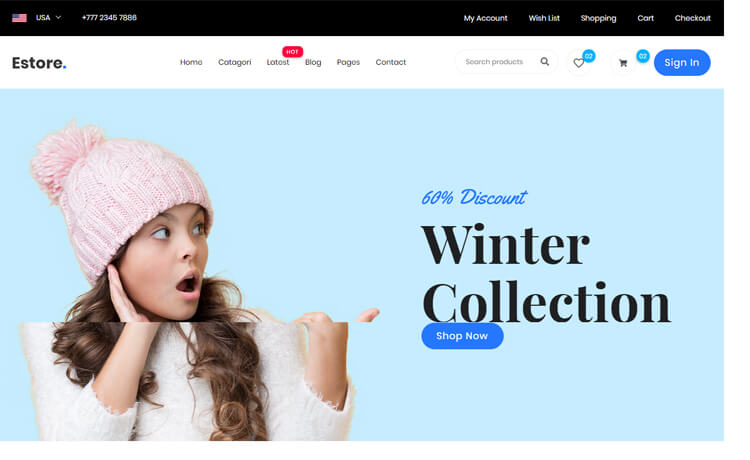 USA +777 2345 7886 My Account Wish List Shopping Cart Checkout
HOT
Estore. Home Catagori Latest Blog Pages Contact Search products 02 02 Sign In
60% Discount
Winter
Collection
Shop Now